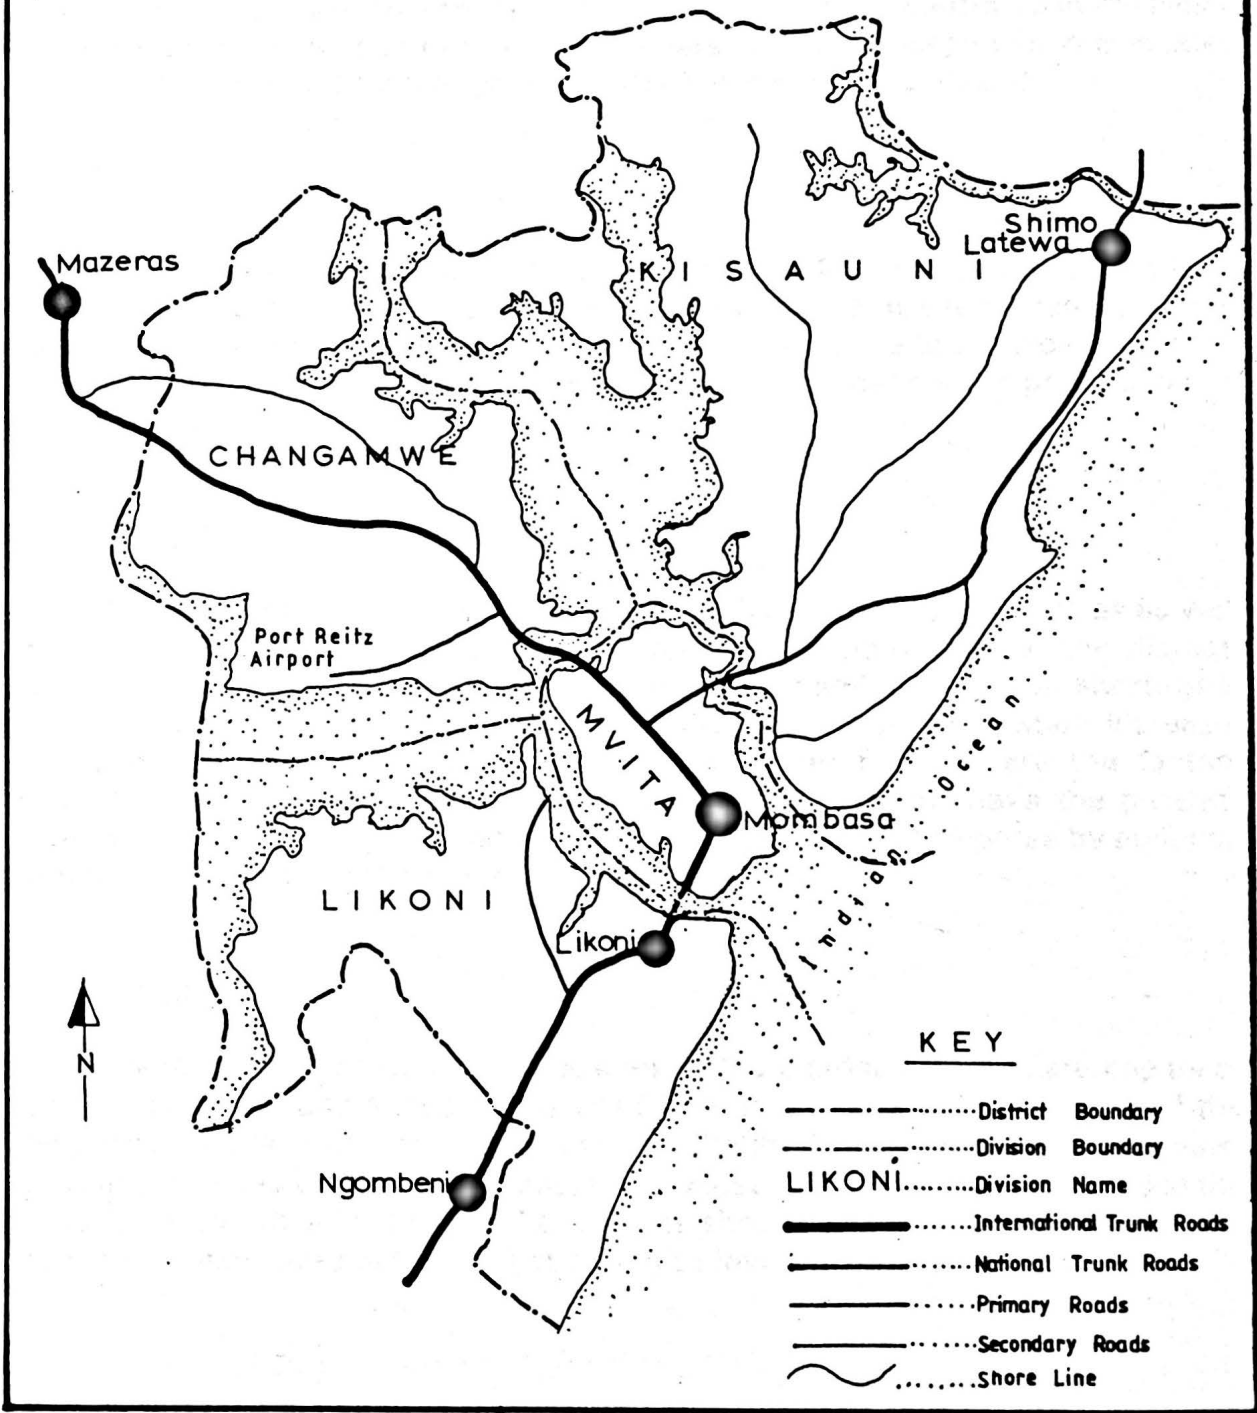 Shimo
Latewa
KISAUNI
Mazeras
CHANGAMWE
Port Reitz
Airport
MVITA
Mombasa
Indian Ocean
LIKONI
Likoni
N
Ngombeni
KEY
District Boundary
Division Boundary
LIKONI Division Name
International Trunk Roads
National Trunk Roads
Primary Roads
Secondary Roads
Shore Line